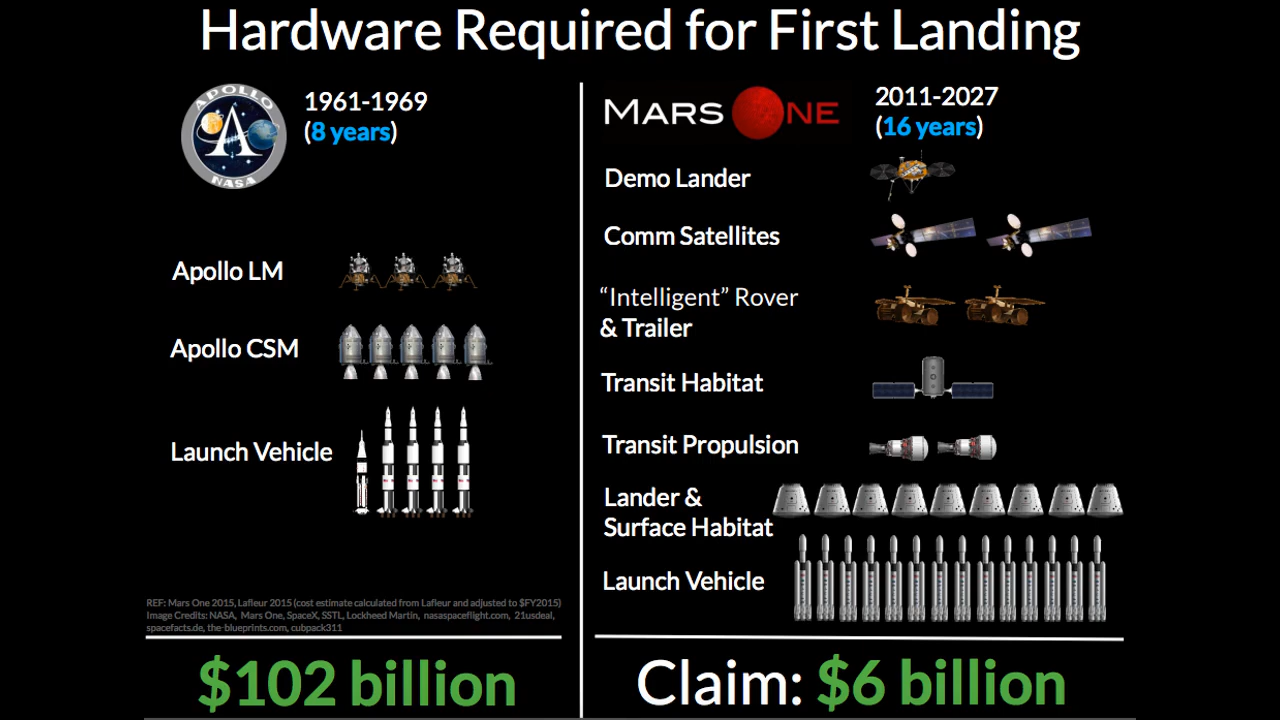 Hardware Required for First Landing
APOLLO
NASA
1961-1969
(8 years)
Apollo LM
Apollo CSM
Launch Vehicle
REF: Mars One 2015, Lafleur 2015 (cost estimate calculated from Lafleur and adjusted to $FY2015)
Image Credits: NASA, Mars One, SpaceX, SSTL, Lockheed Martin, nasaspaceflight.com, 21usdeal,
spacefacts.de, the-blueprints.com, cubpack311
$102 billion
MARS ONE
2011-2027
(16 years)
Demo Lander
Comm Satellites
“Intelligent” Rover
& Trailer
Transit Habitat
Transit Propulsion
Lander &
Surface Habitat
Launch Vehicle
Claim: $6 billion